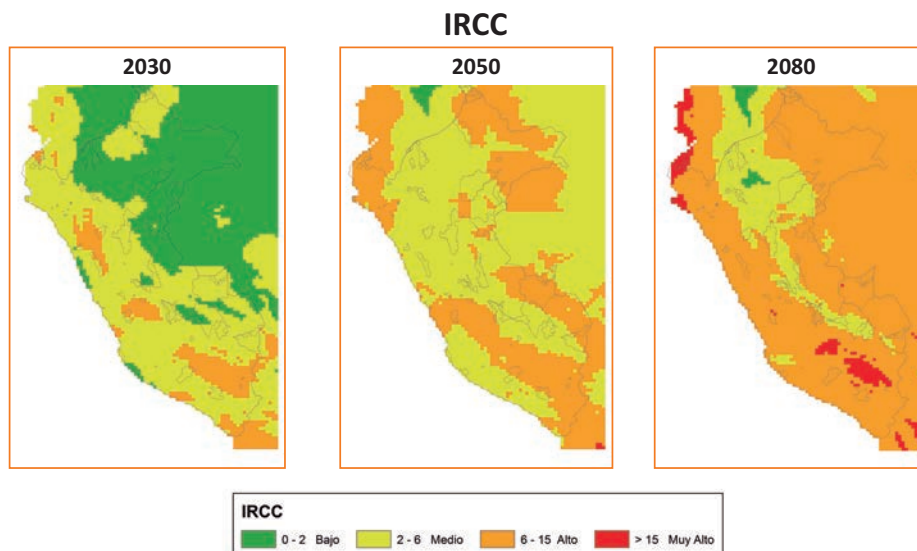 IRCC
2030
2050
2080
IRCC
0 - 2 Bajo
2 - 6 Medio
6 - 15 Alto
> 15 Muy Alto